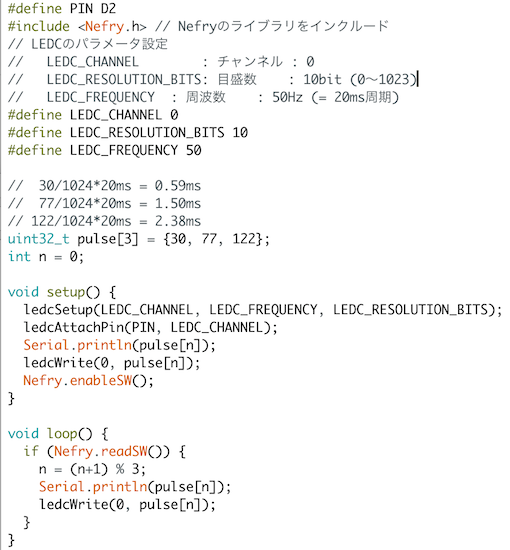 #define PIN D2
#include <Nefry.h> // Nefryのライブラリをインクルード
// LEDCのパラメータ設定
//   LEDC_CHANNEL         : チャンネル : 0
//   LEDC_RESOLUTION_BITS: 目盛数    : 10bit (0〜1023)
//   LEDC_FREQUENCY  : 周波数    : 50Hz (= 20ms周期)
#define LEDC_CHANNEL 0
#define LEDC_RESOLUTION_BITS 10
#define LEDC_FREQUENCY 50

//  30/1024*20ms = 0.59ms
//  77/1024*20ms = 1.50ms
// 122/1024*20ms = 2.38ms
uint32_t pulse[3] = {30, 77, 122};
int n = 0;

void setup() {
  ledcSetup(LEDC_CHANNEL, LEDC_FREQUENCY, LEDC_RESOLUTION_BITS);
  ledcAttachPin(PIN, LEDC_CHANNEL);
  Serial.println(pulse[n]);
  ledcWrite(0, pulse[n]);
  Nefry.enableSW();
}

void loop() {
  if (Nefry.readSW()) {
    n = (n+1) % 3;
    Serial.println(pulse[n]);
    ledcWrite(0, pulse[n]);
  }
}